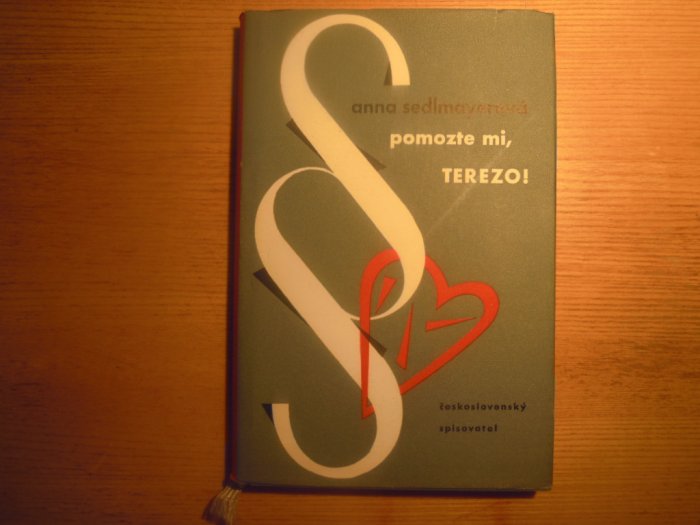 anna sedlmayerová
pomozte mi,
TEREZO!
československý
spisovatel